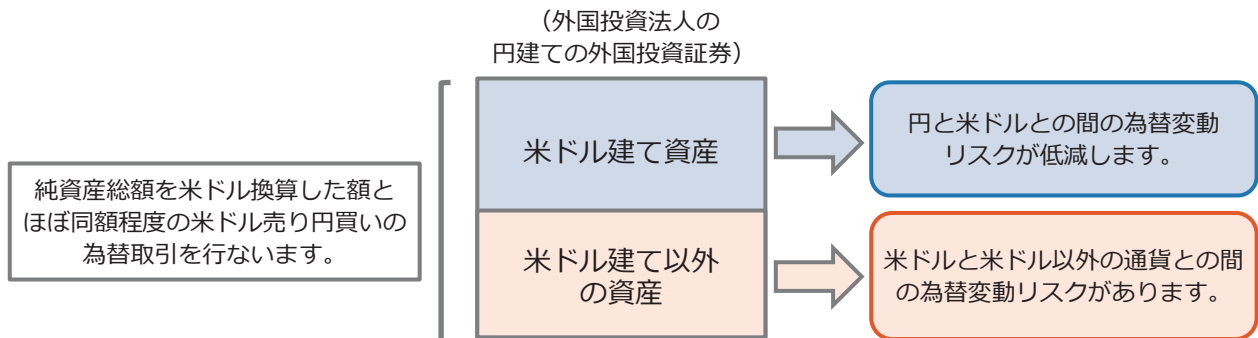 （外国投資法人の
円建ての外国投資証券）
純資産総額を米ドル換算した額と
ほぼ同額程度の米ドル売り円買いの
為替取引を行ないます。
米ドル建て資産
円と米ドルとの間の為替変動
リスクが低減します。
米ドル建て以外
の資産
米ドルと米ドル以外の通貨との間
の為替変動リスクがあります。